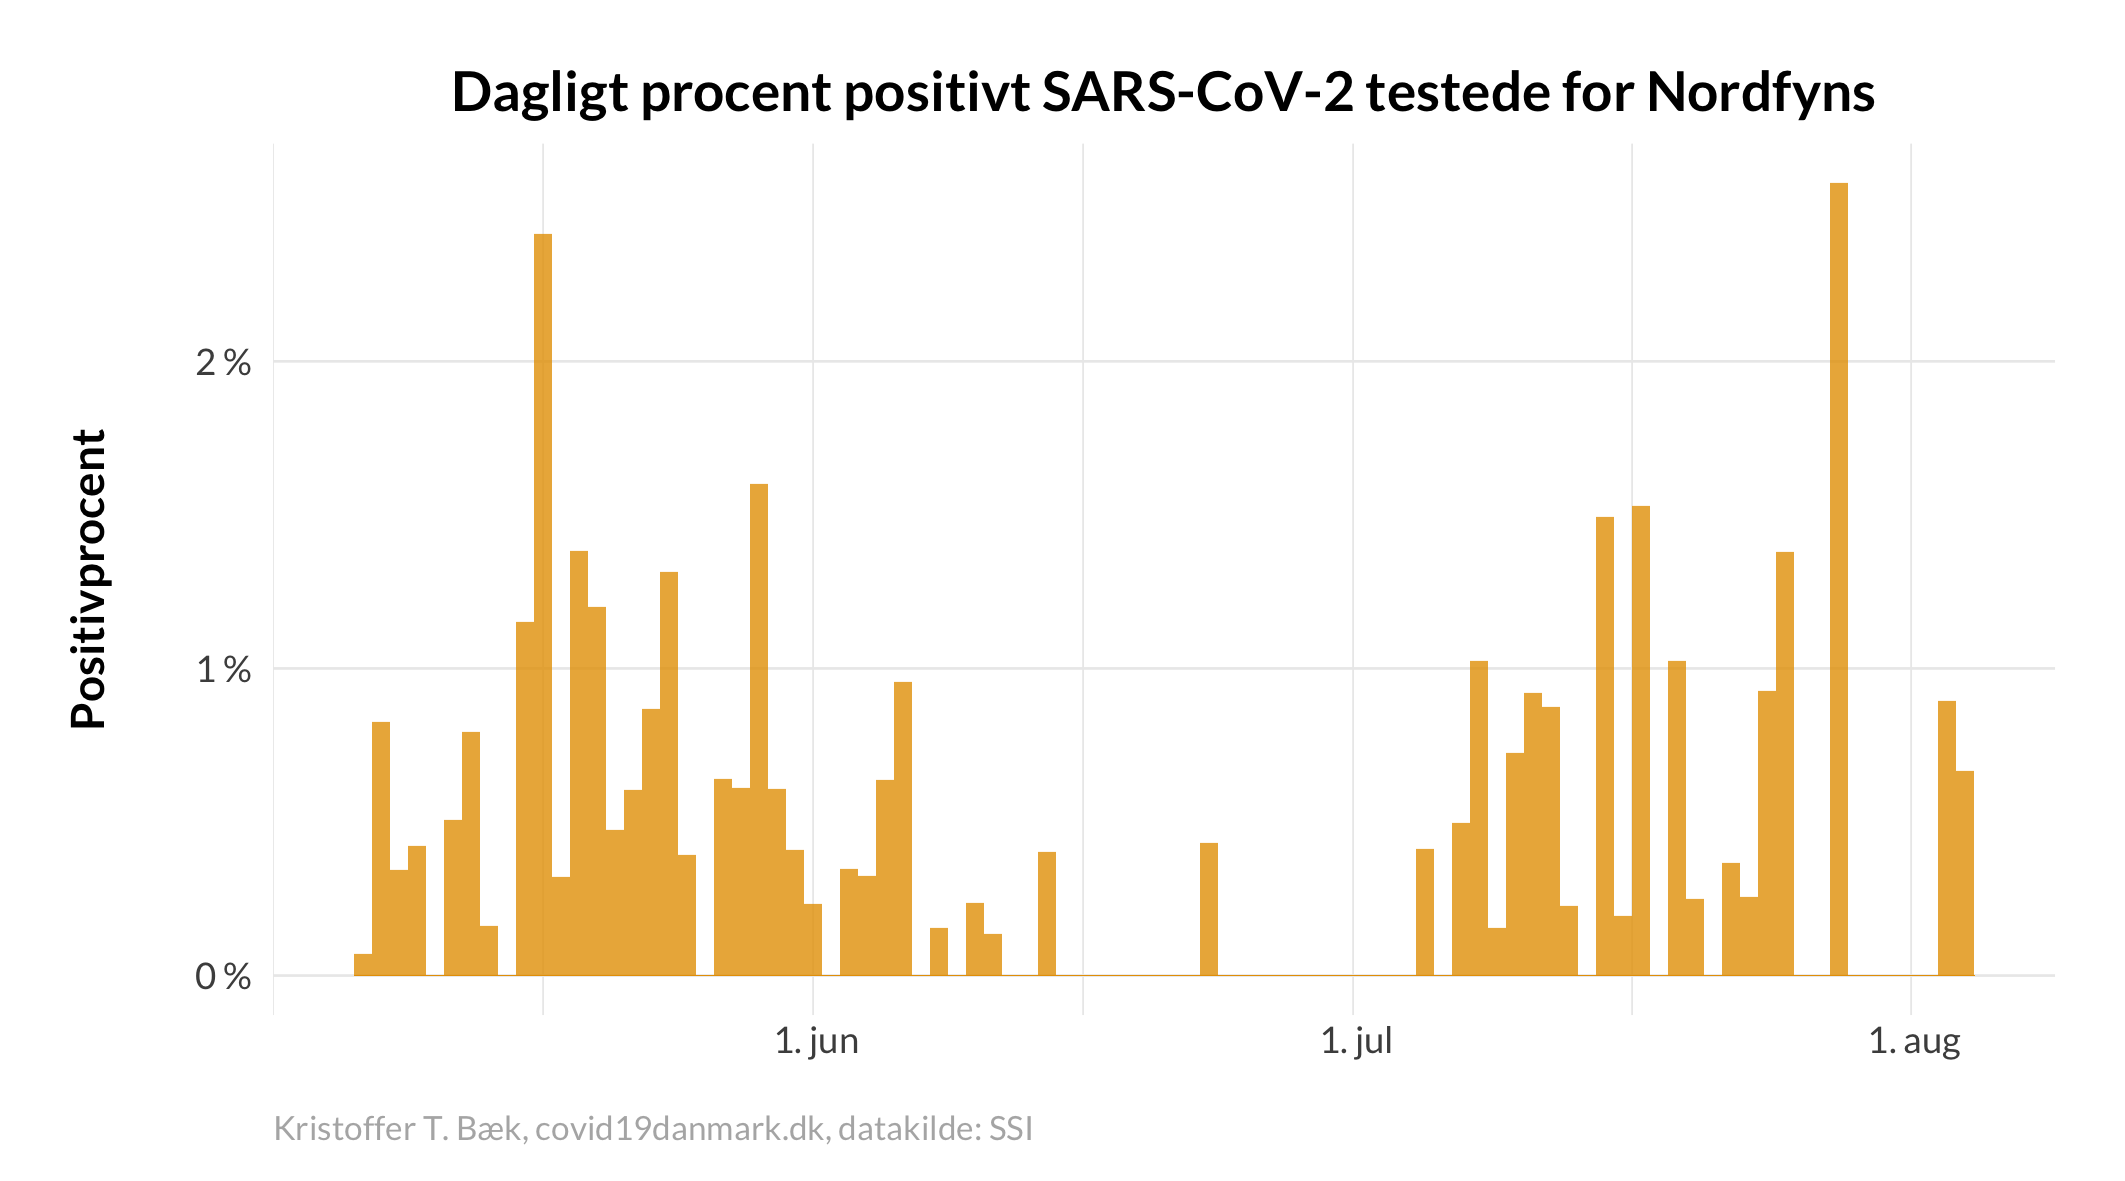 Dagligt procent positivt SARS-CoV-2 testede for Nordfyns
Positivprocent
2 %
1 %
0 %
1. jun
1. jul
1. aug
Kristoffer T. Bæk, covid19danmark.dk, datakilde: SSI